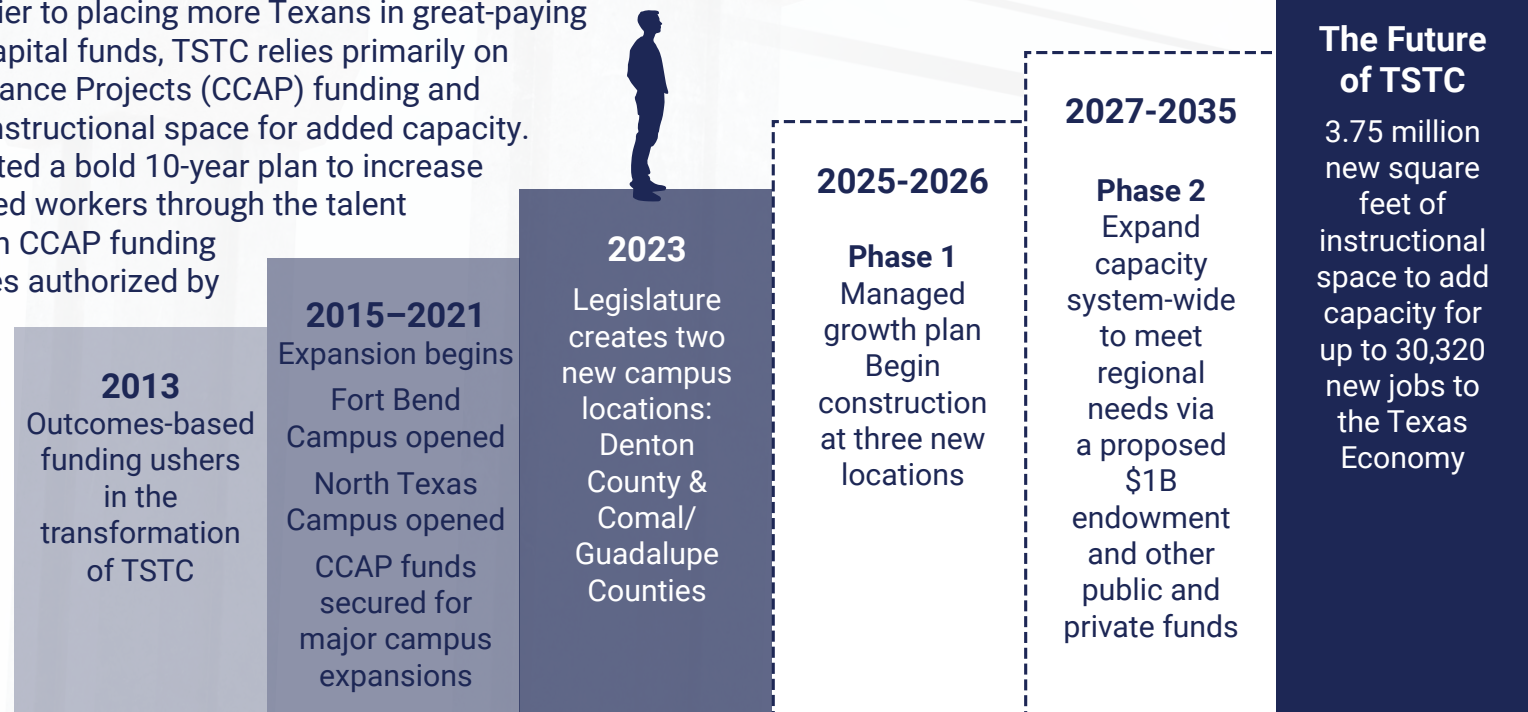 ier to placing more Texans in great-paying
apital funds, TSTC relies primarily on
ance Projects (CCAP) funding and
nstructional space for added capacity.
ted a bold 10-year plan to increase
ed workers through the talent
n CCAP funding
es authorized by
2013
Outcomes-based
funding ushers
in the
transformation
of TSTC
2015–2021
Expansion begins
Fort Bend
Campus opened
North Texas
Campus opened
CCAP funds
secured for
major campus
expansions
2023
Legislature
creates two
new campus
locations:
Denton
County &
Comal/
Guadalupe
Counties
2025-2026
Phase 1
Managed
growth plan
Begin
construction
at three new
locations
2027-2035
Phase 2
Expand
capacity
system-wide
to meet
regional
needs via
a proposed
$1B
endowment
and other
public and
private funds
The Future
of TSTC
3.75 million
new square
feet of
instructional
space to add
capacity for
up to 30,320
new jobs to
the Texas
Economy